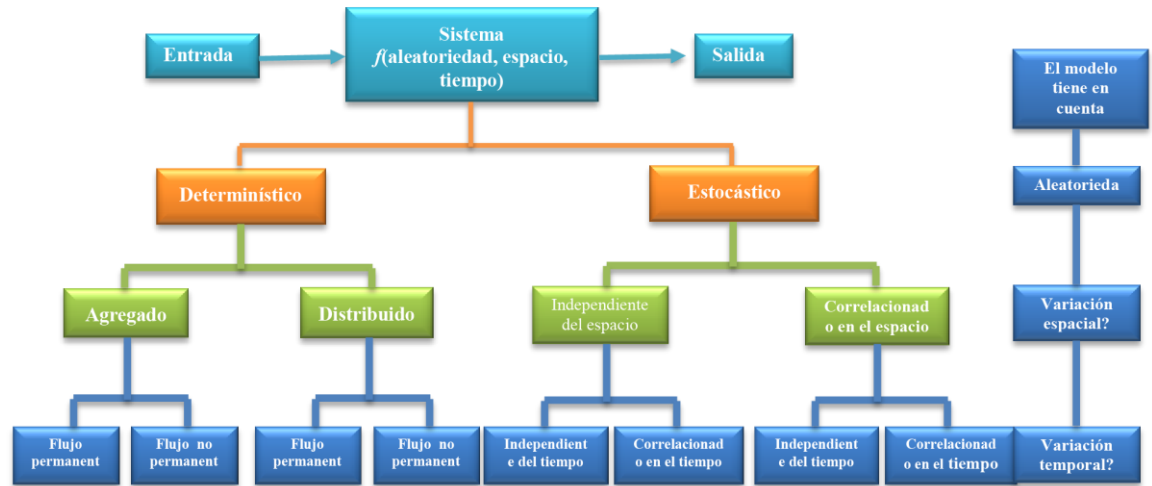 Entrada
Sistema
f(aleatoriedad, espacio,
tiempo)
Salida
El modelo
tiene en
cuenta
Determinístico
Estocástico
Aleatorieda
Agregado
Distribuido
Independiente
del espacio
Correlacionad
o en el espacio
Variación
espacial?
Flujo
permanent
Flujo no
permanent
Flujo
permanent
Flujo no
permanent
Independient
e del tiempo
Correlacionad
o en el tiempo
Independient
e del tiempo
Correlacionad
o en el tiempo
Variación
temporal?